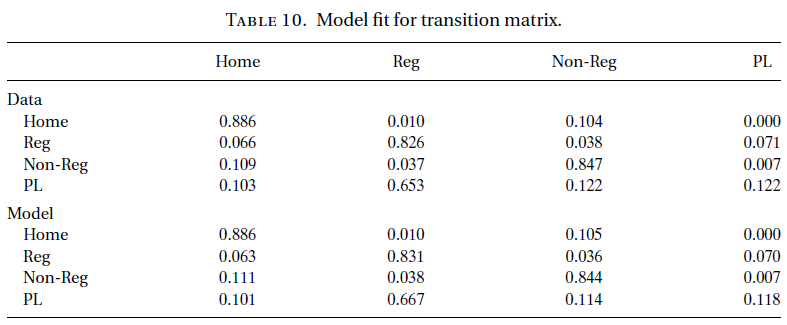 TABLE 10. Model fit for transition matrix.
Home Reg Non-Reg PL
Data
Home 0.886 0.010 0.104 0.000
Reg 0.066 0.826 0.038 0.071
Non-Reg 0.109 0.037 0.847 0.007
PL 0.103 0.653 0.122 0.122
Model
Home 0.886 0.010 0.105 0.000
Reg 0.063 0.831 0.036 0.070
Non-Reg 0.111 0.038 0.844 0.007
PL 0.101 0.667 0.114 0.118